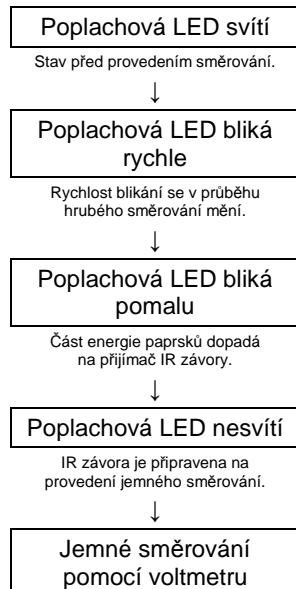 Poplachová LED svítí
Stav před provedením směrování.
↓
Poplachová LED bliká
rychle
Rychlost blikání se v průběhu
hrubého směrování mění.
↓
Poplachová LED bliká
pomalu
Část energie paprsků dopadá
na přijímač IR závory.
↓
Poplachová LED nesvítí
IR závora je připravena na
provedení jemného směrování.
↓
Jemné směrování
pomocí voltmetru